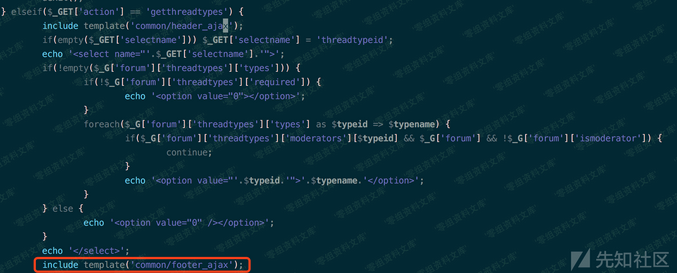 } elseif($_GET['action'] == 'getthreadtypes') {
include template('common/header_ajax');
if(empty($_GET['selectname'])) $_GET['selectname'] = 'threadtypeid';
echo '<select name="'.$_GET['selectname'].'">';
if(!empty($_G['forum']['threadtypes']['types'])) {
if(!$_G['forum']['threadtypes']['required']) {
echo '<option value="0"></option>';
}
foreach($_G['forum']['threadtypes']['types'] as $typeid => $typename) {
if($_G['forum']['threadtypes']['moderators'][$typeid] && $_G['forum'] && !$_G['forum']['ismoderator']) {
continue;
}
echo '<option value="'.$typeid.'">'.$typename.'</option>';
}
} else {
echo '<option value="0" /></option>';
}
echo '</select>';
include template('common/footer_ajax');
先知社区
零组资料文库